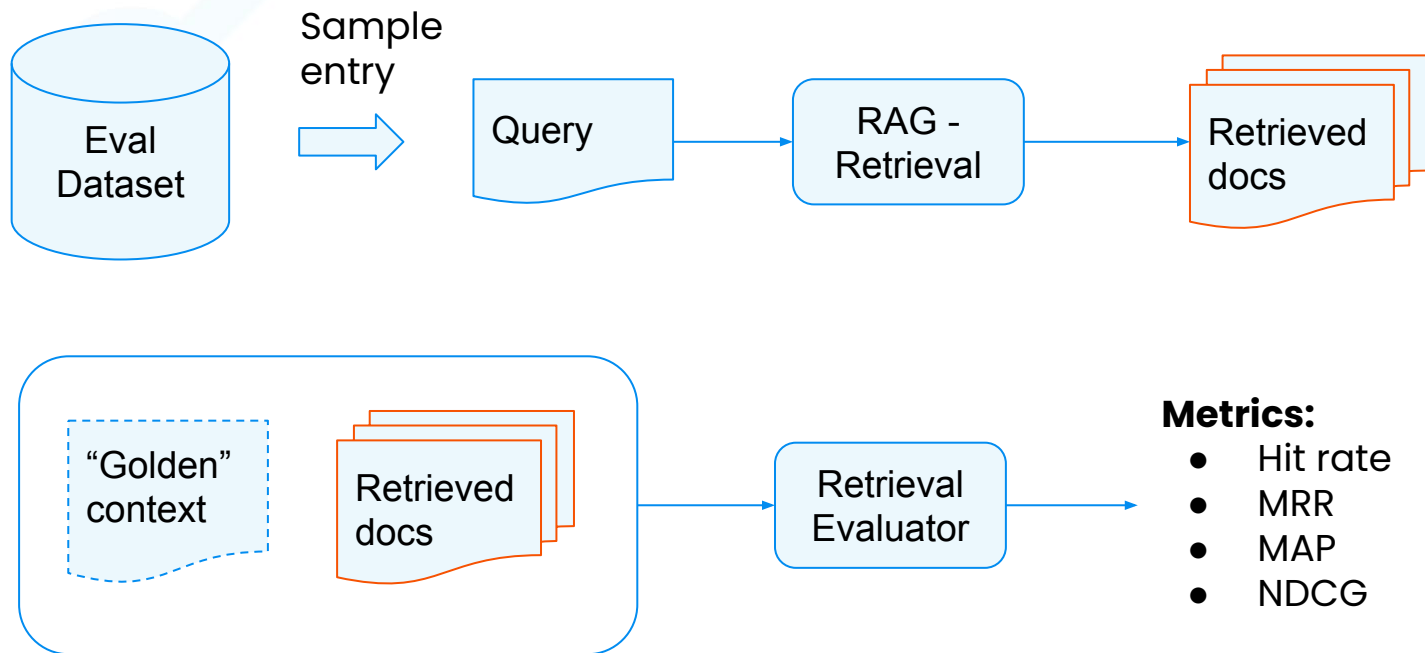 Sample
entry
Eval
Dataset
Query
RAG -
Retrieval
Retrieved
docs
“Golden”
context
Retrieved
docs
Retrieval
Evaluator
Metrics:
● Hit rate
● MRR
● MAP
● NDCG